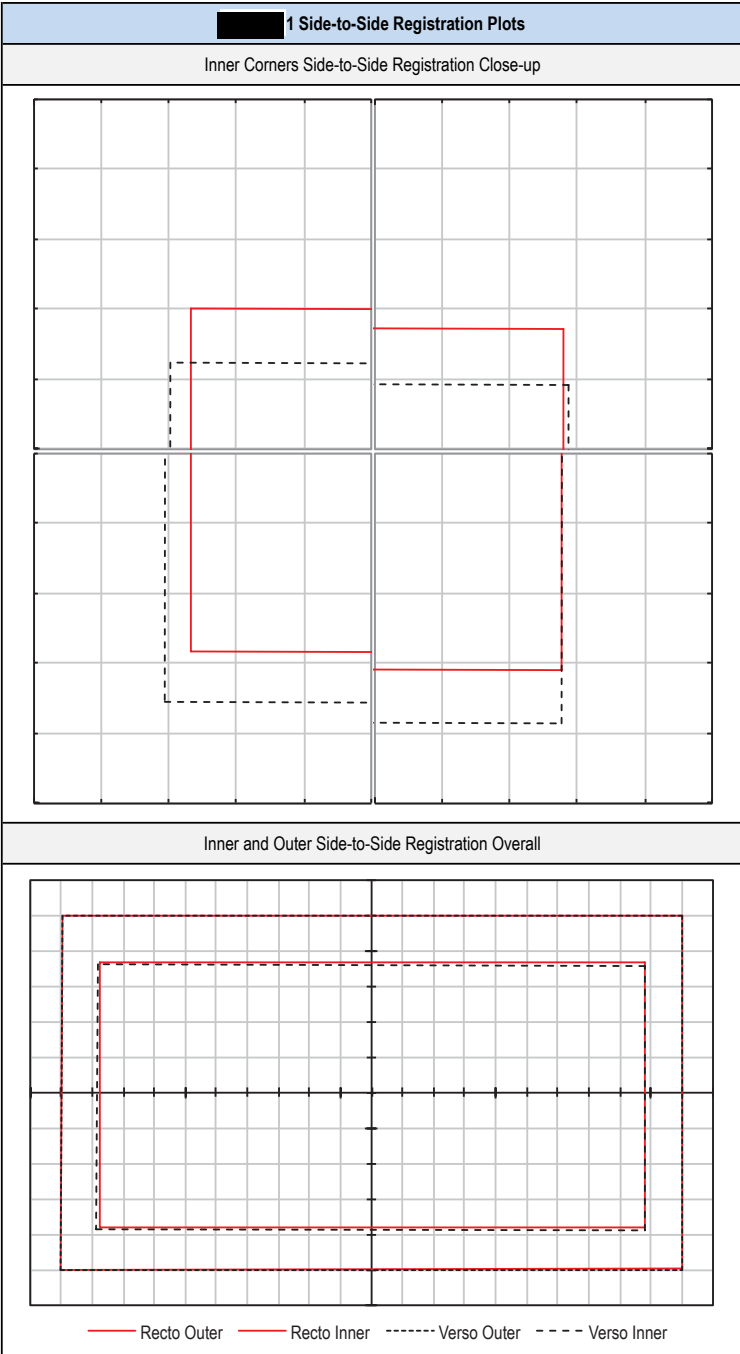 1 Side-to-Side Registration Plots
Inner Corners Side-to-Side Registration Close-up
Inner and Outer Side-to-Side Registration Overall
Recto Outer Recto Inner Verso Outer Verso Inner